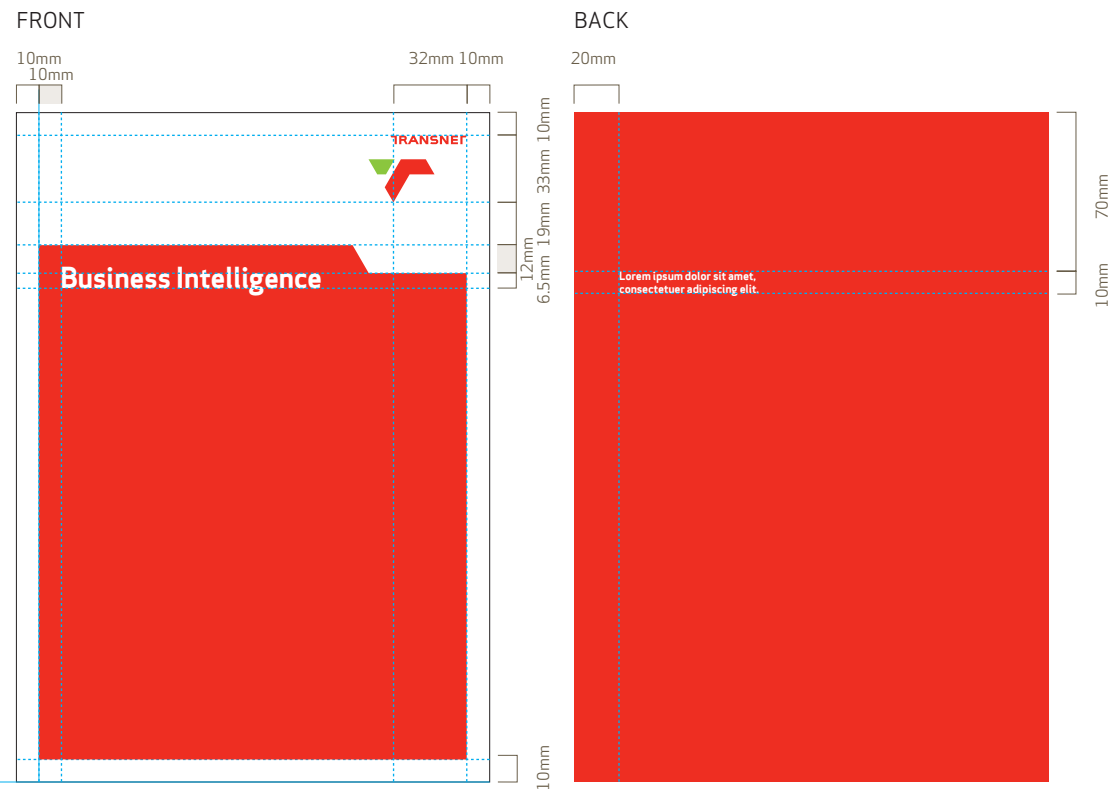 FRONT
BACK
10mm
10mm
32mm 10mm
20mm
10mm
33mm
19mm
12mm
6.5mm
10mm
TRANSNET
Business Intelligence
70mm
10mm
Lorem ipsum dolor sit amet,
consectetuer adipiscing elit.